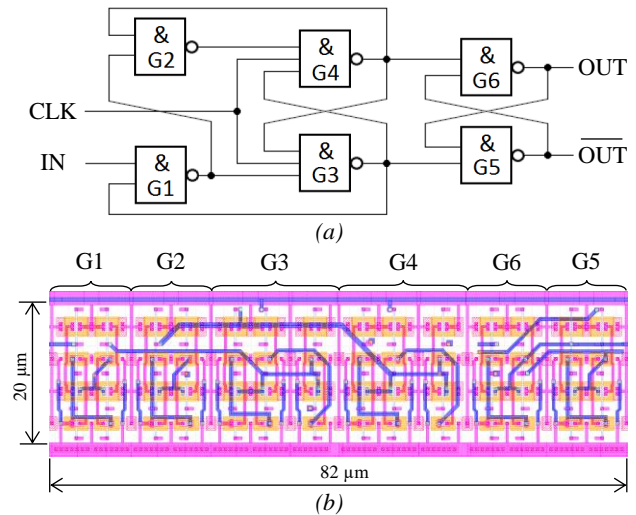 & G2
& G4
& G6
OUT
CLK
IN
& G1
& G3
& G5
OUT
(a)
G1 G2 G3 G4 G6 G5
20 µm
82 µm
(b)